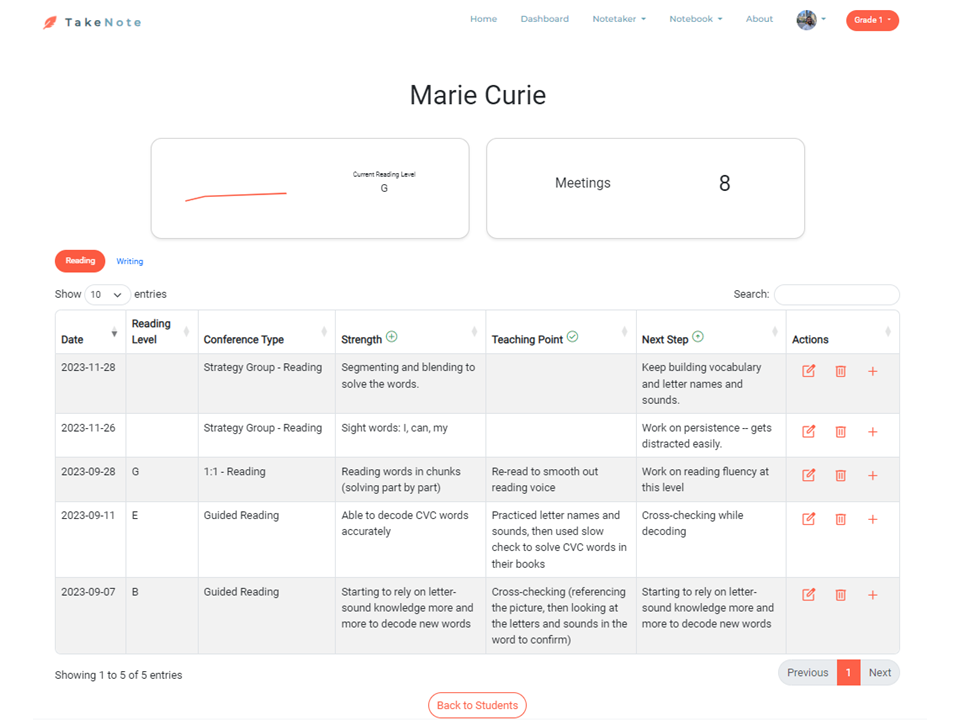 TakeNote
Home Dashboard Notetaker Notebook About Grade 1
Marie Curie
Current Reading Level
G
Meetings 8
Reading Writing
Show 10 entries Search:
Date Reading Level Conference Type Strength Teaching Point Next Step Actions
2023-11-28 Strategy Group - Reading Segmenting and blending to Keep building vocabulary
solve the words. and letter names and
sounds.
2023-11-26 Strategy Group - Reading Sight words: I, can, my Work on persistence -- gets
distracted easily.
2023-09-28 G 1:1 - Reading Reading words in chunks Re-read to smooth out Work on reading fluency at
(solving part by part) reading voice this level
2023-09-11 E Guided Reading Able to decode CVC words Practiced letter names and Cross-checking while
accurately sounds, then used slow decoding
check to solve CVC words in
their books
2023-09-07 B Guided Reading Starting to rely on letter- Cross-checking (referencing Starting to rely on letter-
sound knowledge more and the picture, then looking at sound knowledge more and
more to decode new words the letters and sounds in the more to decode new words
word to confirm)
Showing 1 to 5 of 5 entries Previous 1 Next
Back to Students